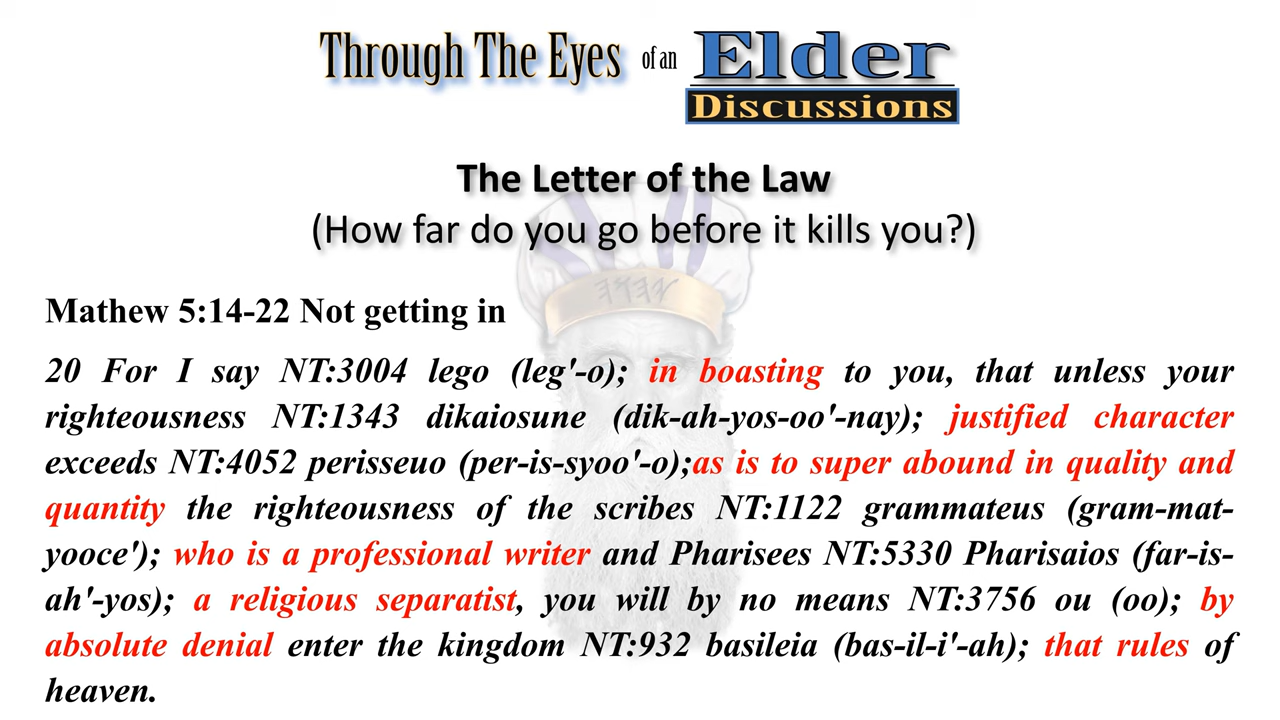 Through The Eyes of an Elder
Discussions
The Letter of the Law
(How far do you go before it kills you?)
𐤉𐤄𐤅𐤄
Mathew 5:14-22 Not getting in
20 For I say NT:3004 lego (leg'-o); in boasting to you, that unless your
righteousness NT:1343 dikaiosune (dik-ah-yos-oo'-nay); justified character
exceeds NT:4052 perisseuo (per-is-syoo'-o);as is to super abound in quality and
quantity the righteousness of the scribes NT:1122 grammateus (gram-mat-
yooce'); who is a professional writer and Pharisees NT:5330 Pharisaios (far-is-
ah'-yos); a religious separatist, you will by no means NT:3756 ou (oo); by
absolute denial enter the kingdom NT:932 basileia (bas-il-i'-ah); that rules of
heaven.